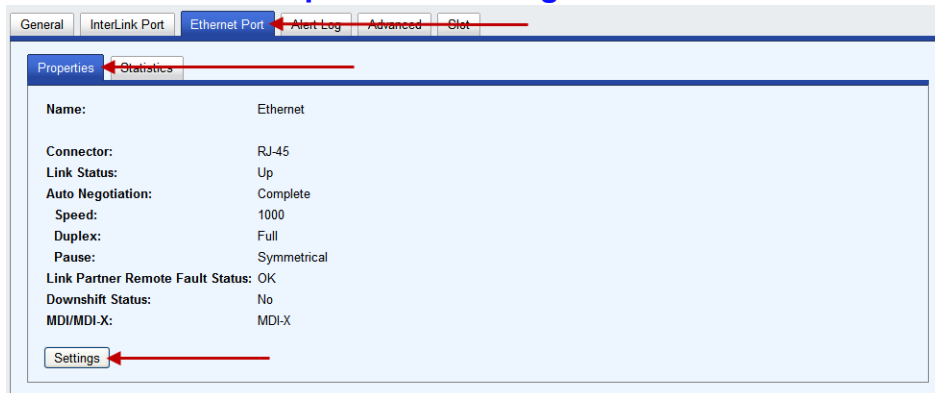 General InterLink Port Ethernet Port Alert Log Advanced Slot
Properties Statistics
Name: Ethernet
Connector: RJ-45
Link Status: Up
Auto Negotiation: Complete
Speed: 1000
Duplex: Full
Pause: Symmetrical
Link Partner Remote Fault Status: OK
Downshift Status: No
MDI/MDI-X: MDI-X
Settings